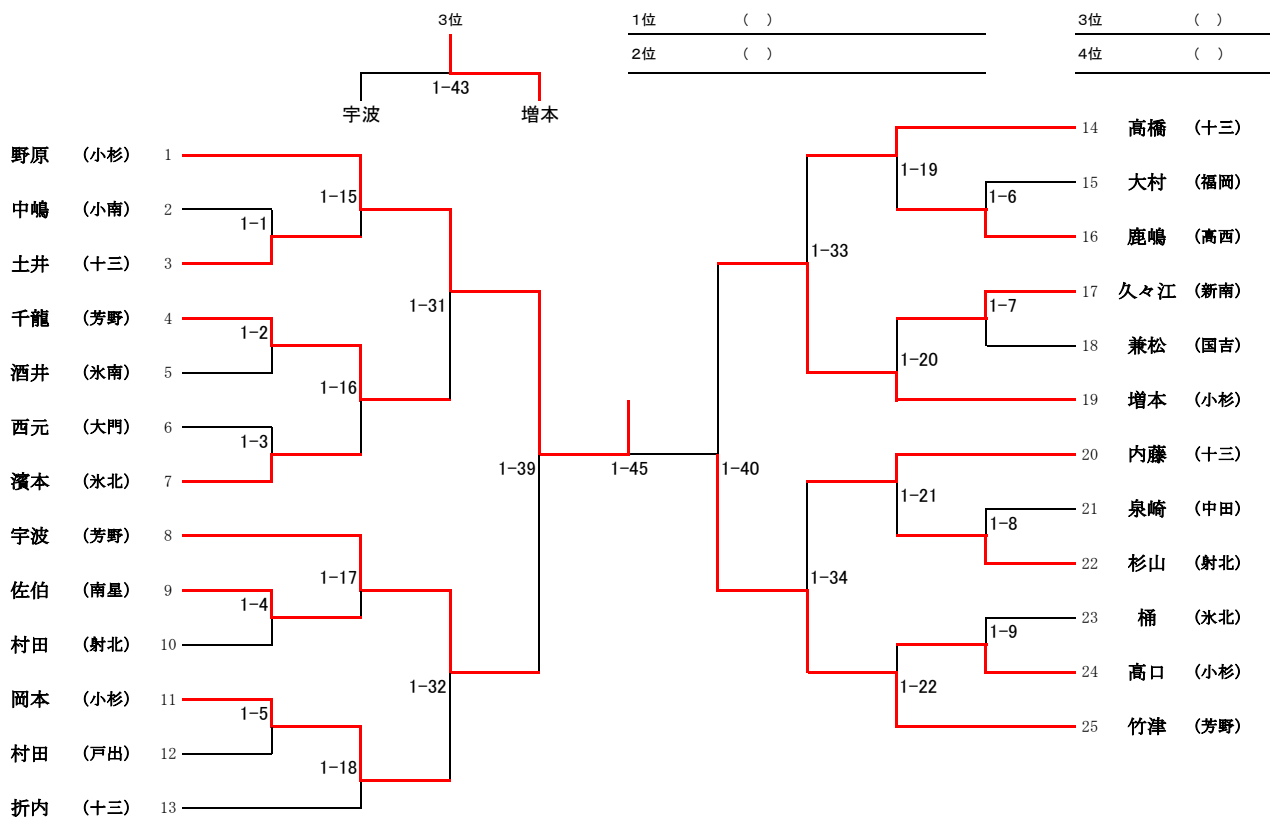 3位
1位 ( )
3位 ( )
2位 ( )
4位 ( )
1-43
宇波 増本
野原 (小杉) 1
中嶋 (小南) 2
土井 (十三) 3
千龍 (芳野) 4
酒井 (氷南) 5
西元 (大門) 6
濱本 (氷北) 7
宇波 (芳野) 8
佐伯 (南星) 9
村田 (射北) 10
岡本 (小杉) 11
村田 (戸出) 12
折内 (十三) 13
1-1
1-2
1-3
1-4
1-5
1-15
1-16
1-17
1-18
1-31
1-32
1-39
1-45
1-40
1-33
1-34
1-19
1-20
1-21
1-22
1-6
1-7
1-8
1-9
14 高橋 (十三)
15 大村 (福岡)
16 鹿嶋 (高西)
17 久々江 (新南)
18 兼松 (国吉)
19 増本 (小杉)
20 内藤 (十三)
21 泉崎 (中田)
22 杉山 (射北)
23 桶 (氷北)
24 高口 (小杉)
25 竹津 (芳野)